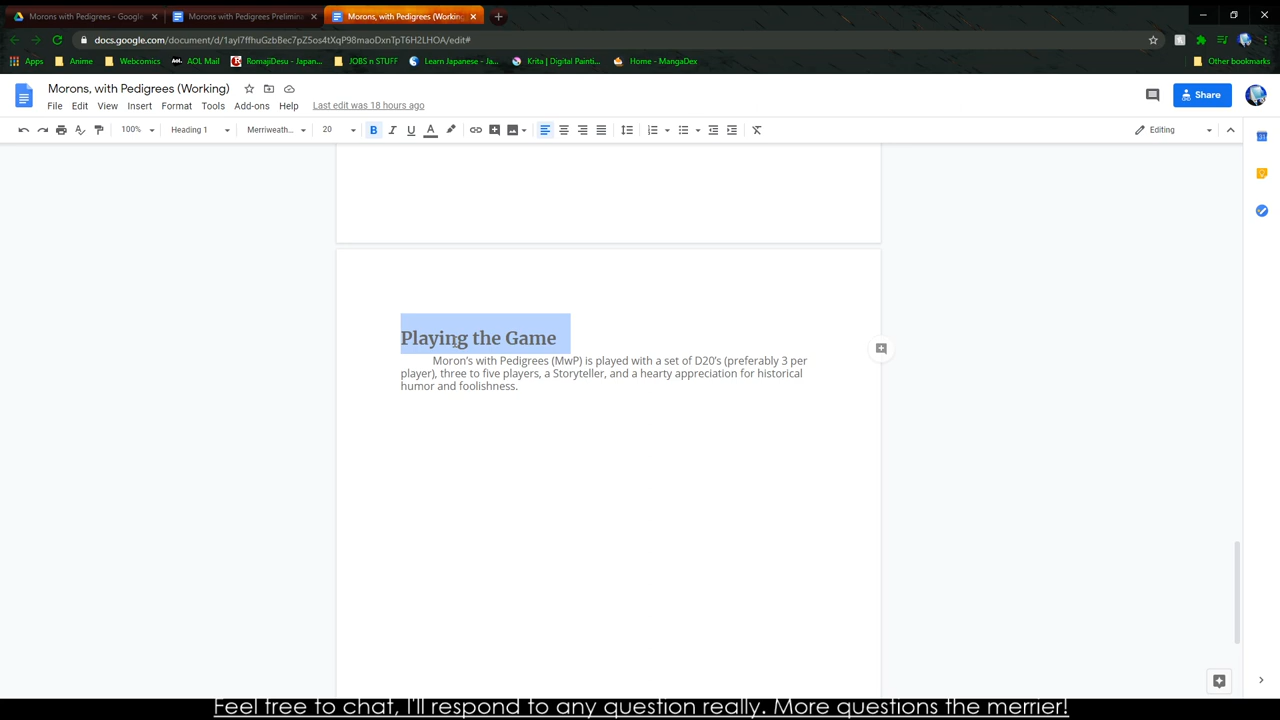 Morons with Pedigrees - Google
Morons with Pedigrees Prelimin
Morons, with Pedigrees (Working
docs.google.com/document/d/1ayl7ffhuGzbBec7pZ5os4tXqP98maoDxnTpT6H2LHOA/edit#
Apps Anime Webcomics AOL Mail RomajiDesu - Japan... JOBS n STUFF Learn Japanese - Ja... Krita | Digital Painti... Home - MangaDex Other bookmarks
Morons, with Pedigrees (Working)
Share
File Edit View Insert Format Tools Add-ons Help Last edit was 18 hours ago
100% Heading 1 Merriweath... 20 B I U A Editing
Playing the Game
Moron's with Pedigrees (MwP) is played with a set of D20's (preferably 3 per
player), three to five players, a Storyteller, and a hearty appreciation for historical
humor and foolishness.
Feel free to chat, I'll respond to any question really. More questions the merrier!